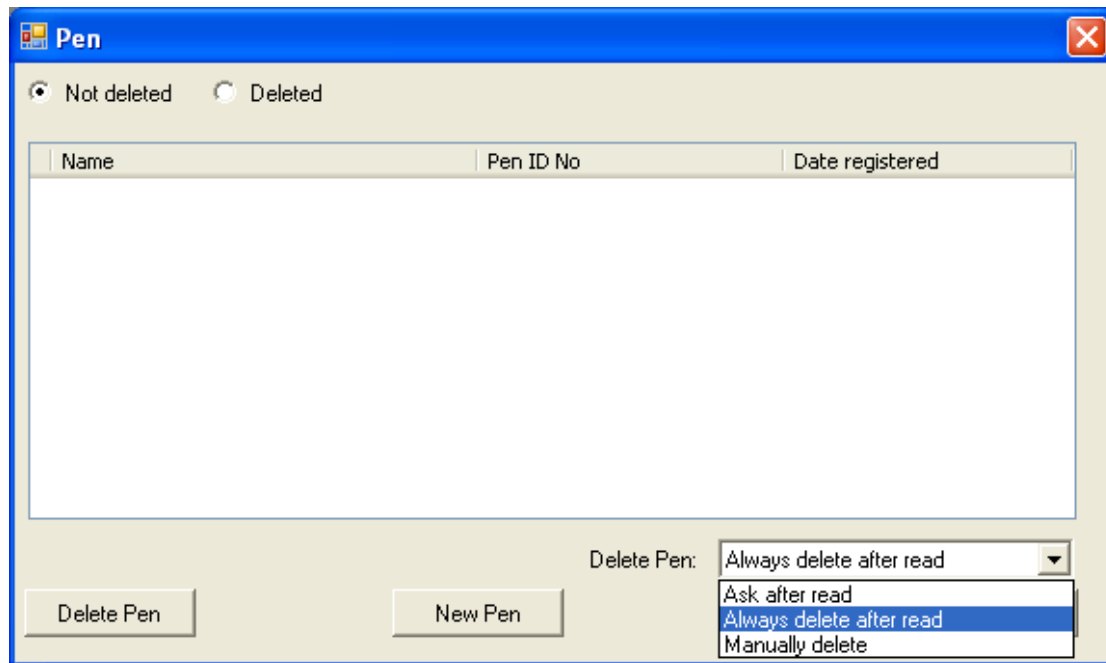 Pen
Not deleted Deleted
Name Pen ID No Date registered
Delete Pen: Always delete after read
Ask after read
Always delete after read
Manually delete
Delete Pen New Pen